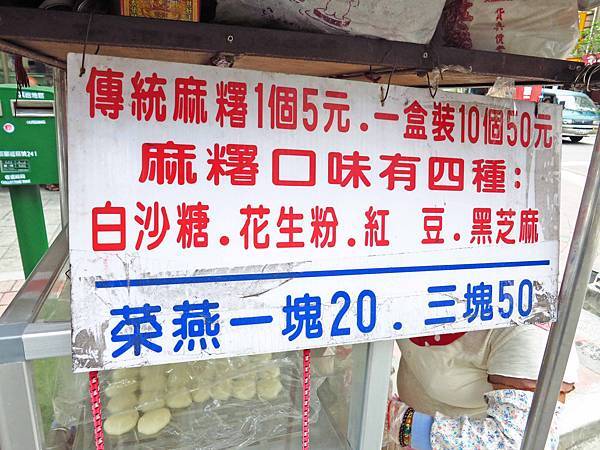 傳統麻糬1個5元.一盒裝10個50元
麻糬口味有四種:
白沙糖.花生粉.紅 豆.黑芝麻
菜燕一塊20.三塊50